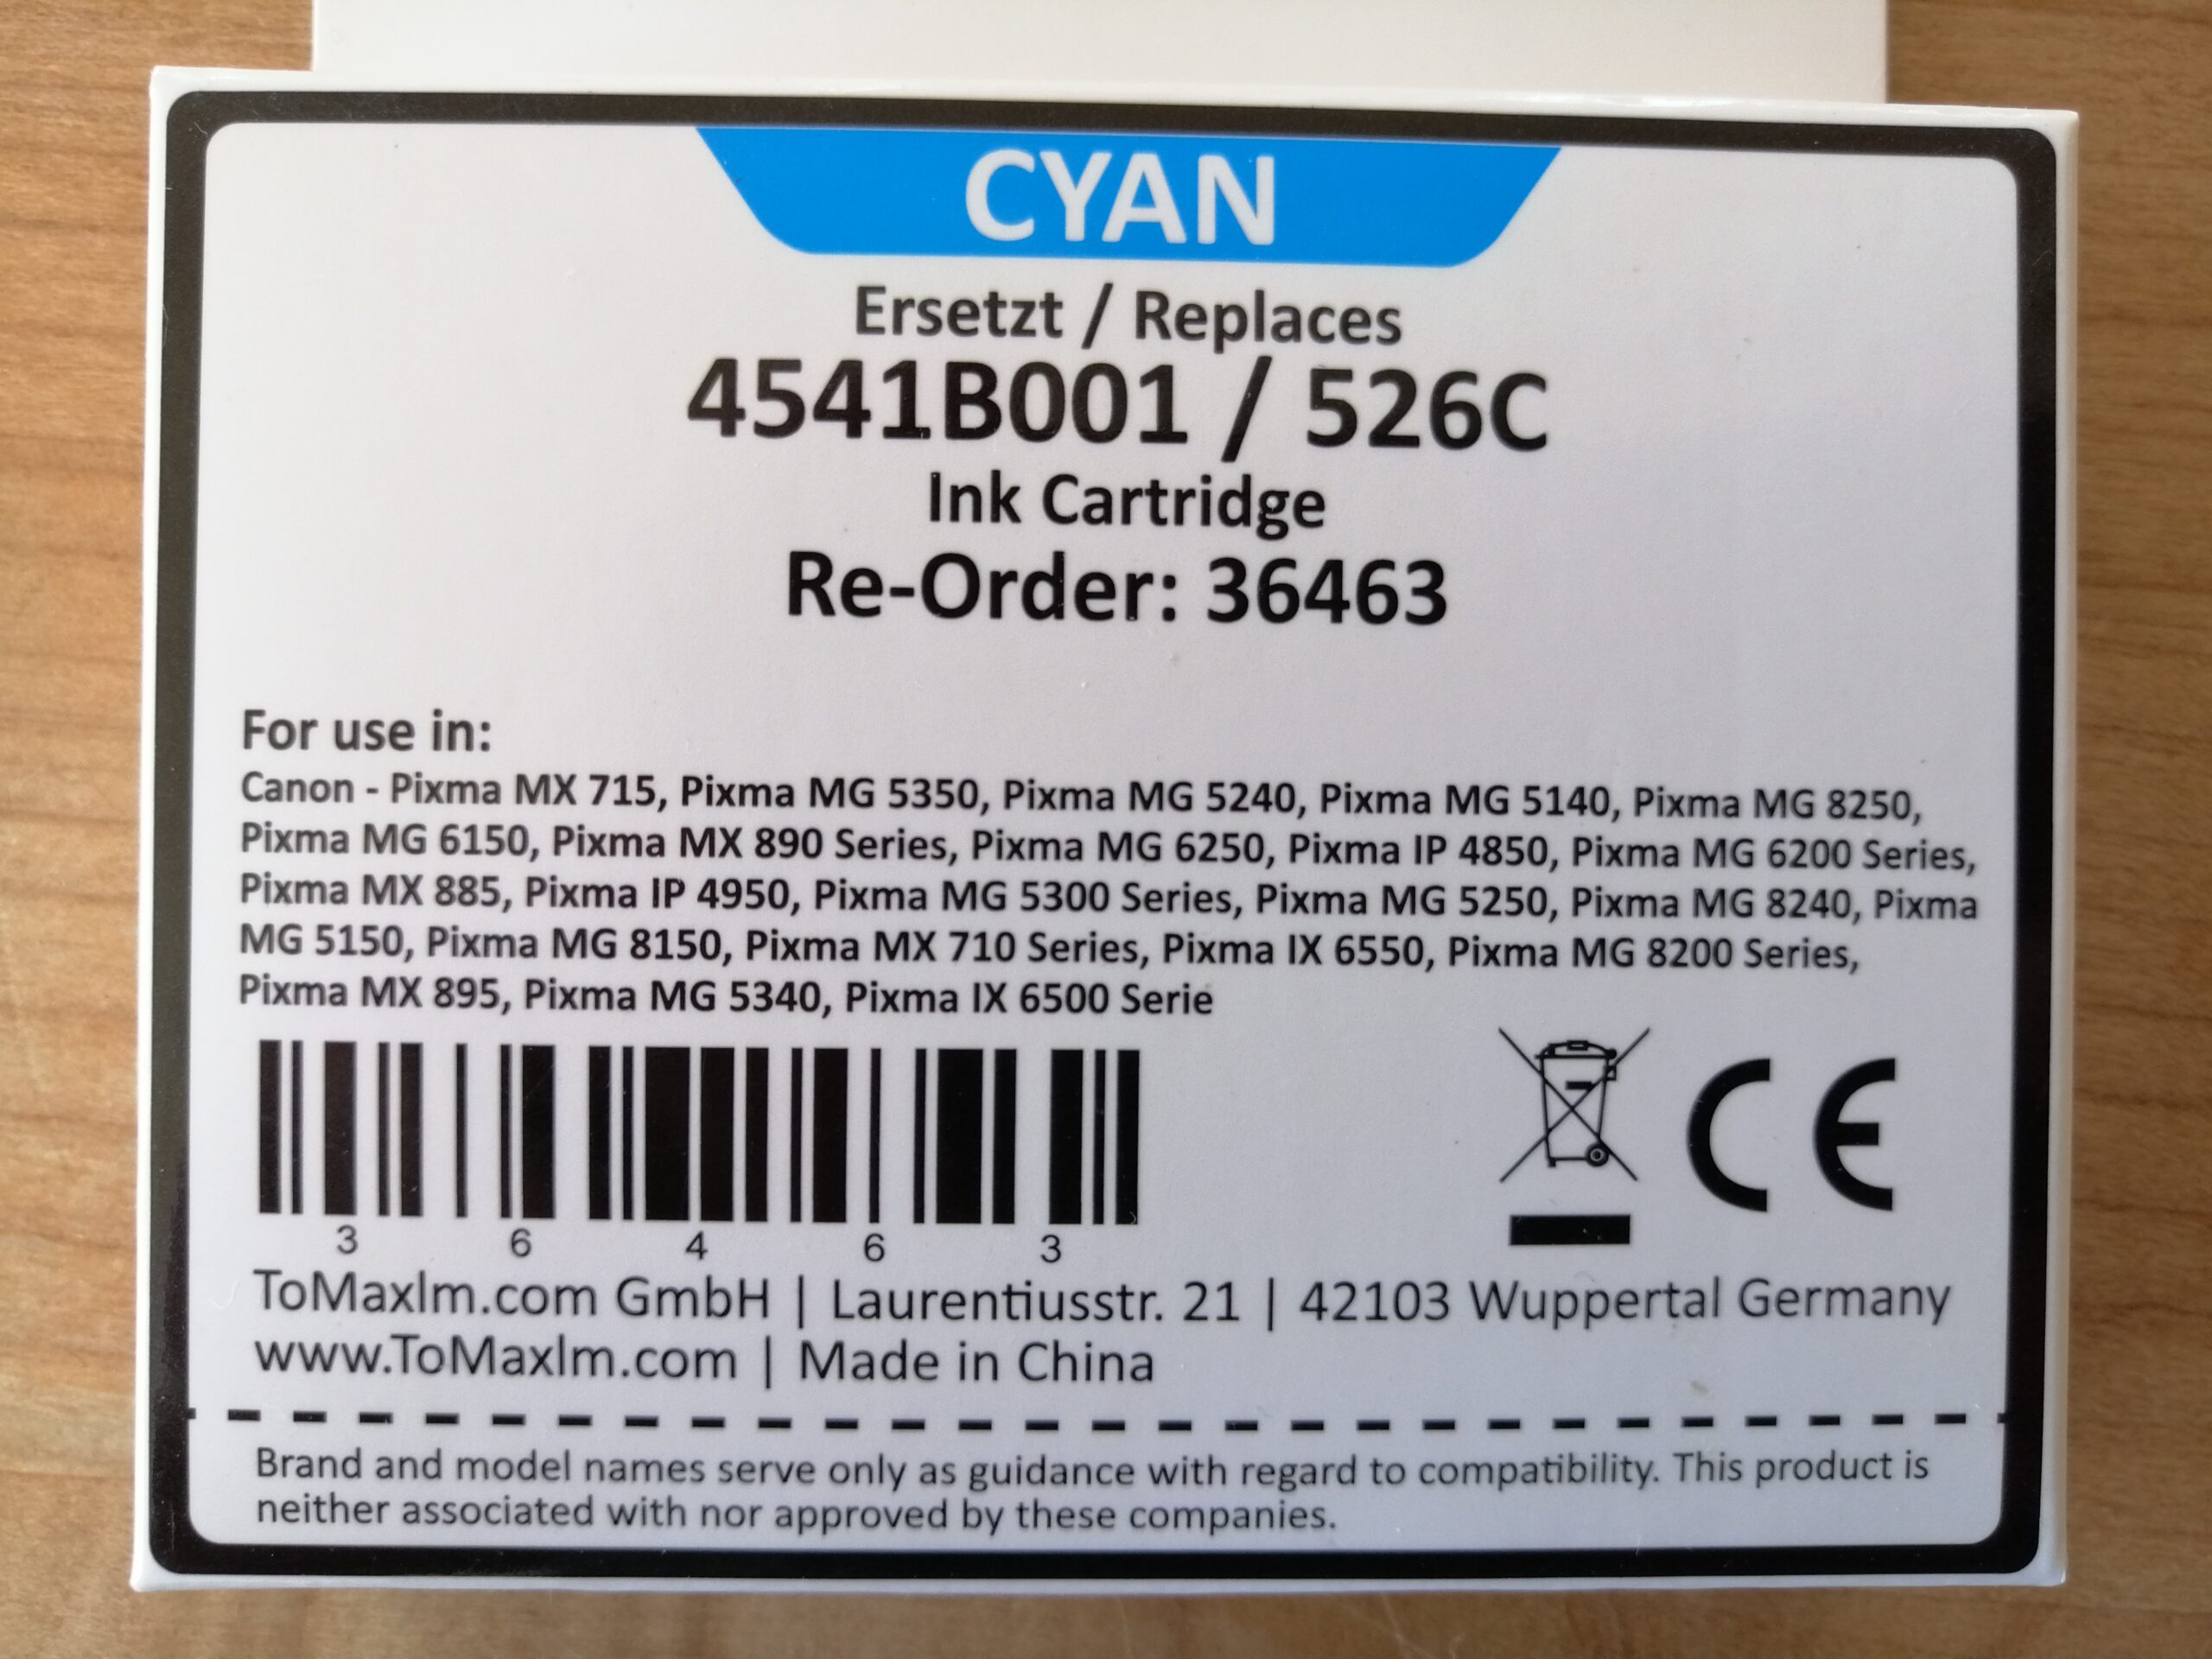 CYAN
Ersetzt / Replaces
4541B001 / 526C
Ink Cartridge
Re-Order: 36463
For use in:
Canon - Pixma MX 715, Pixma MG 5350, Pixma MG 5240, Pixma MG 5140, Pixma MG 8250,
Pixma MG 6150, Pixma MX 890 Series, Pixma MG 6250, Pixma IP 4850, Pixma MG 6200 Series,
Pixma MX 885, Pixma IP 4950, Pixma MG 5300 Series, Pixma MG 5250, Pixma MG 8240, Pixma
MG 5150, Pixma MG 8150, Pixma MX 710 Series, Pixma IX 6550, Pixma MG 8200 Series,
Pixma MX 895, Pixma MG 5340, Pixma IX 6500 Serie
CE
3 6 4 6 3
ToMaxlm.com GmbH | Laurentiusstr. 21 | 42103 Wuppertal Germany
www.ToMaxlm.com | Made in China
Brand and model names serve only as guidance with regard to compatibility. This product is
neither associated with nor approved by these companies.